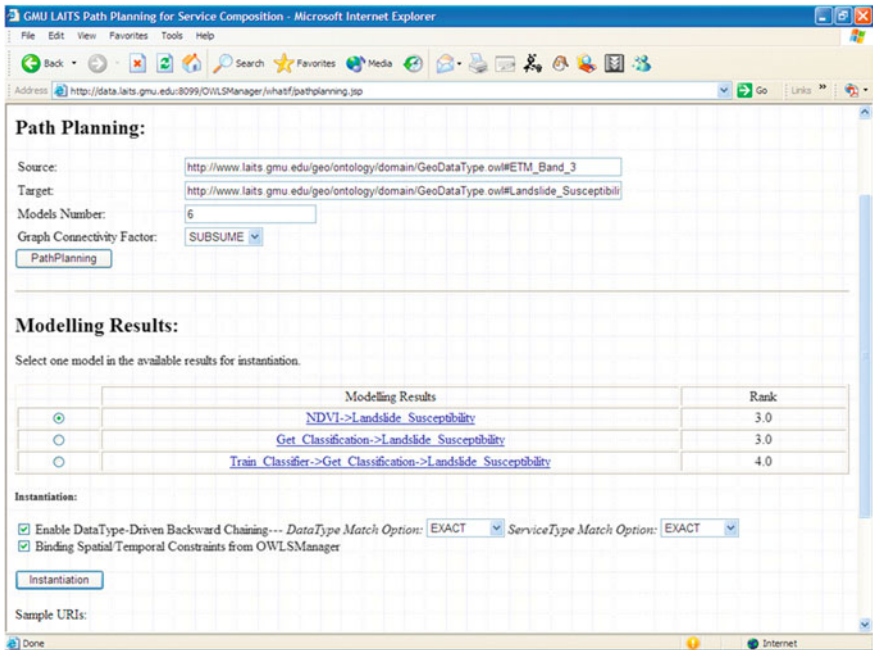 GMU LAITS Path Planning for Service Composition - Microsoft Internet Explorer
File Edit View Favorites Tools Help
Back Search Favorites Media
Address http://data.laits.gmu.edu:8099/OWLSManager/whatif/pathplanning.jsp Go Links »
Path Planning:
Source: http://www.laits.gmu.edu/geo/ontology/domain/GeoDataType.owl#ETM_Band_3
Target: http://www.laits.gmu.edu/geo/ontology/domain/GeoDataType.owl#Landslide_Susceptibili
Models Number: 6
Graph Connectivity Factor: SUBSUME
PathPlanning
Modelling Results:
Select one model in the available results for instantiation.
Modelling Results Rank
NDVI->Landslide_Susceptibility 3.0
Get_Classification->Landslide_Susceptibility 3.0
Train_Classifier->Get_Classification->Landslide_Susceptibility 4.0
Instantiation:
Enable DataType-Driven Backward Chaining--- DataType Match Option: EXACT ServiceType Match Option: EXACT
Binding Spatial/Temporal Constraints from OWLSManager
Instantiation
Sample URIs:
Done Internet